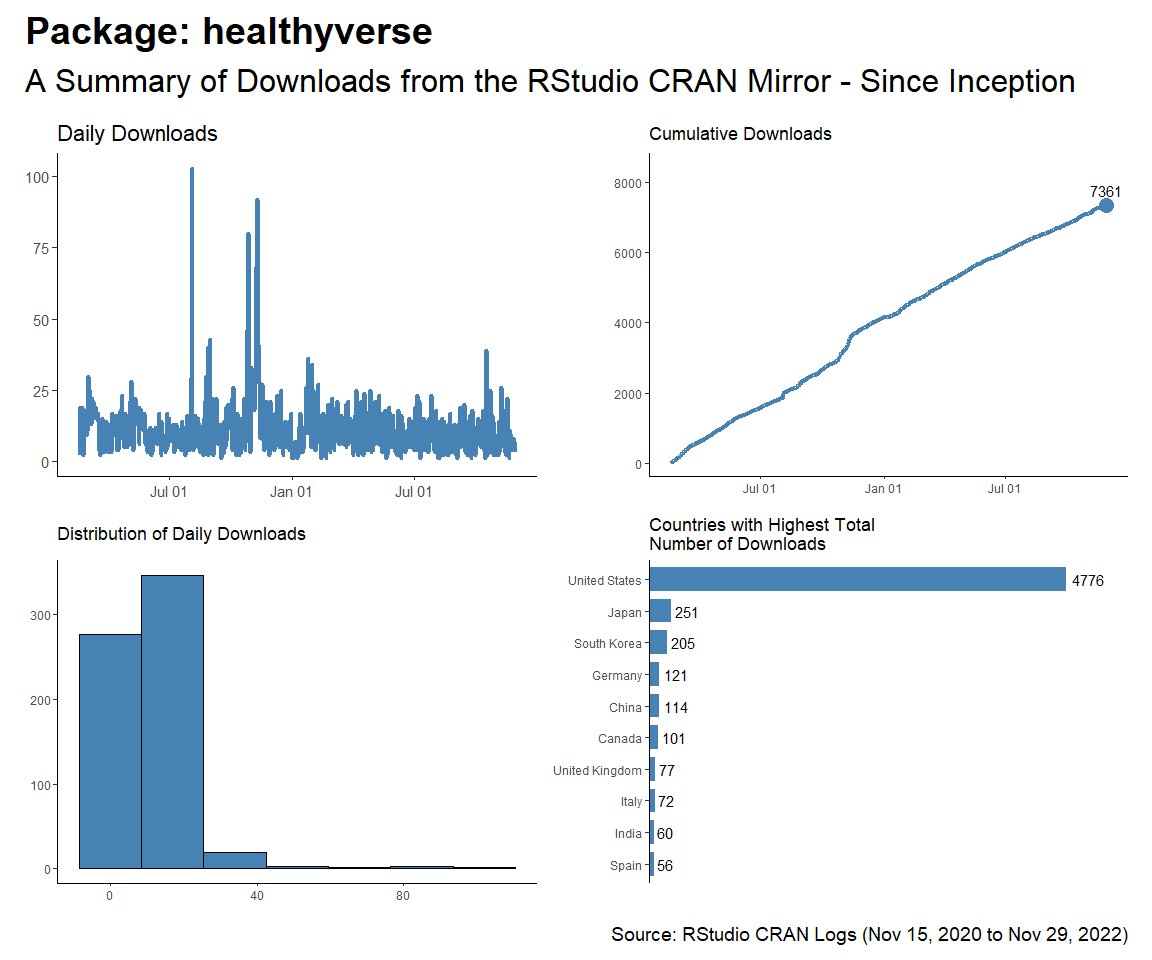 Package: healthyverse
A Summary of Downloads from the RStudio CRAN Mirror - Since Inception
Daily Downloads
100
75
50
25
0
Jul 01
Jan 01
Jul 01
Cumulative Downloads
8000
6000
4000
2000
0
7361
Jul 01
Jan 01
Jul 01
Distribution of Daily Downloads
300
200
100
0
0
40
80
Countries with Highest Total
Number of Downloads
United States 4776
Japan 251
South Korea 205
Germany 121
China 114
Canada 101
United Kingdom 77
Italy 72
India 60
Spain 56
Source: RStudio CRAN Logs (Nov 15, 2020 to Nov 29, 2022)